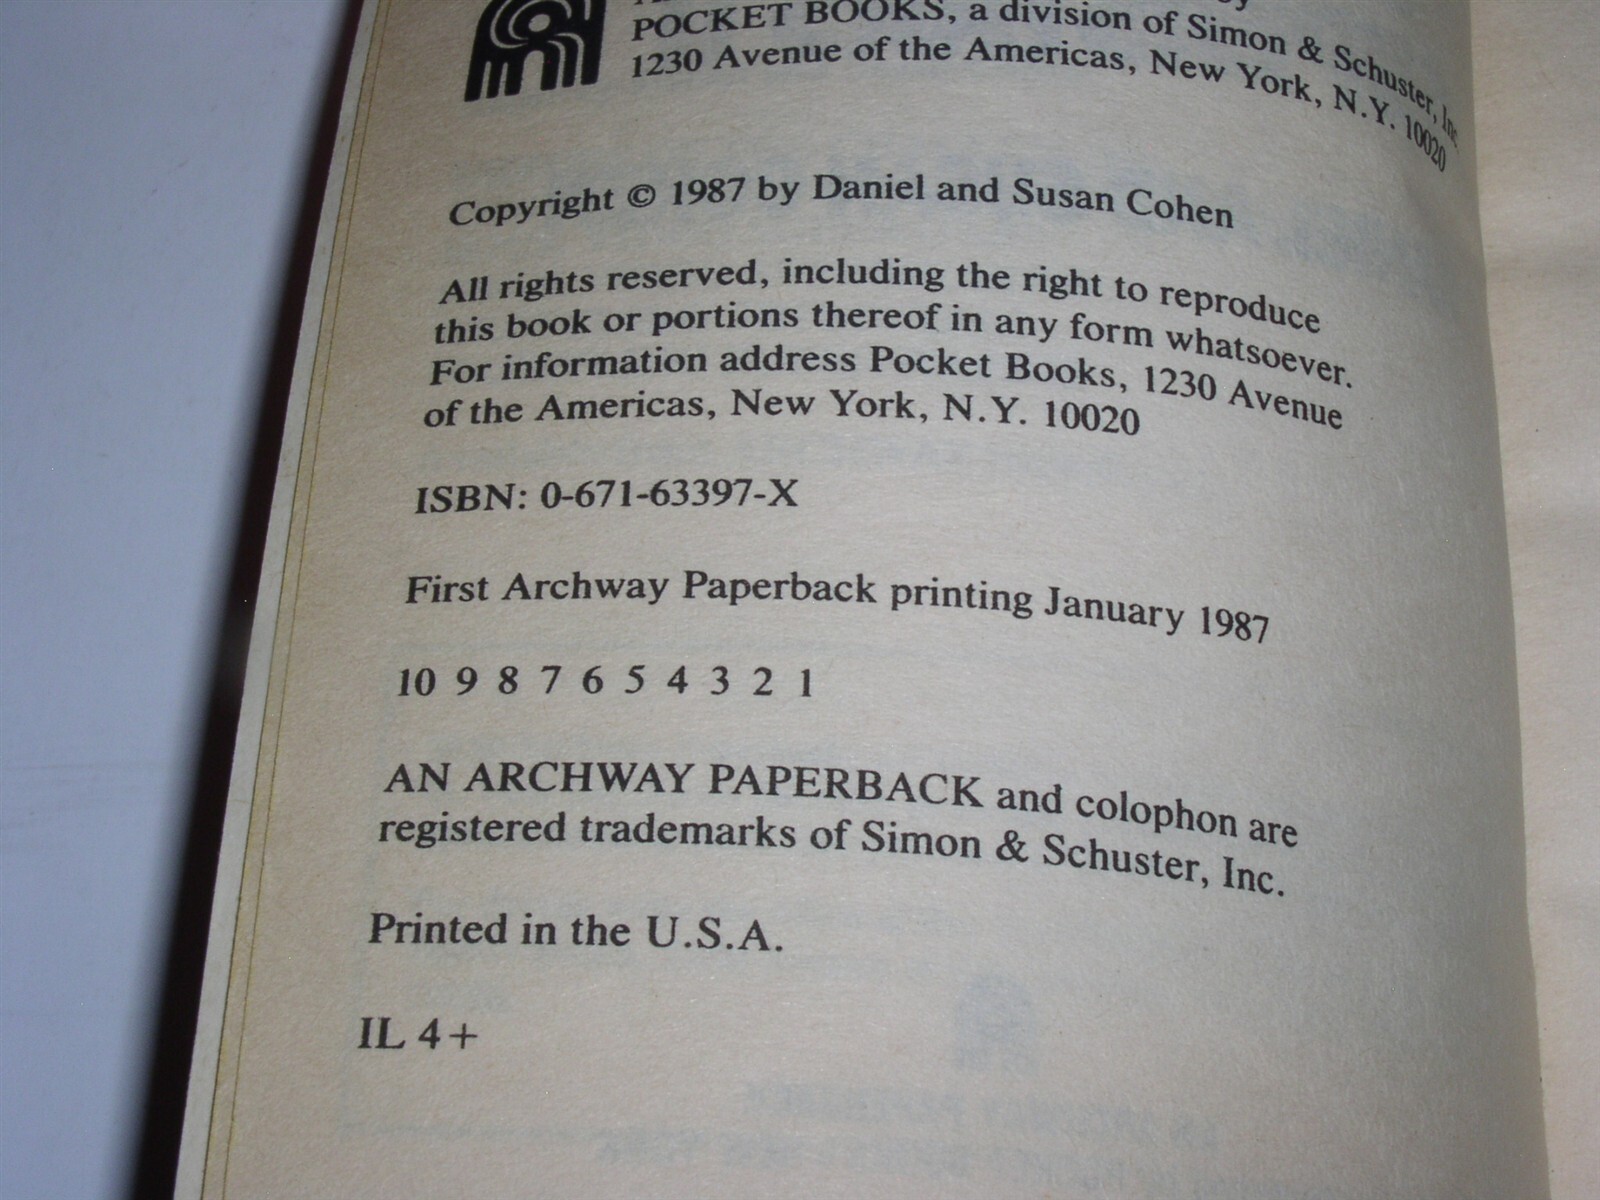 POCKET BOOKS, a division of Simon & Schuster, Inc.
1230 Avenue of the Americas, New York, N.Y. 10020
Copyright © 1987 by Daniel and Susan Cohen
All rights reserved, including the right to reproduce
this book or portions thereof in any form whatsoever.
For information address Pocket Books, 1230 Avenue
of the Americas, New York, N.Y. 10020
ISBN: 0-671-63397-X
First Archway Paperback printing January 1987
10 9 8 7 6 5 4 3 2 1
AN ARCHWAY PAPERBACK and colophon are
registered trademarks of Simon & Schuster, Inc.
Printed in the U.S.A.
IL 4+